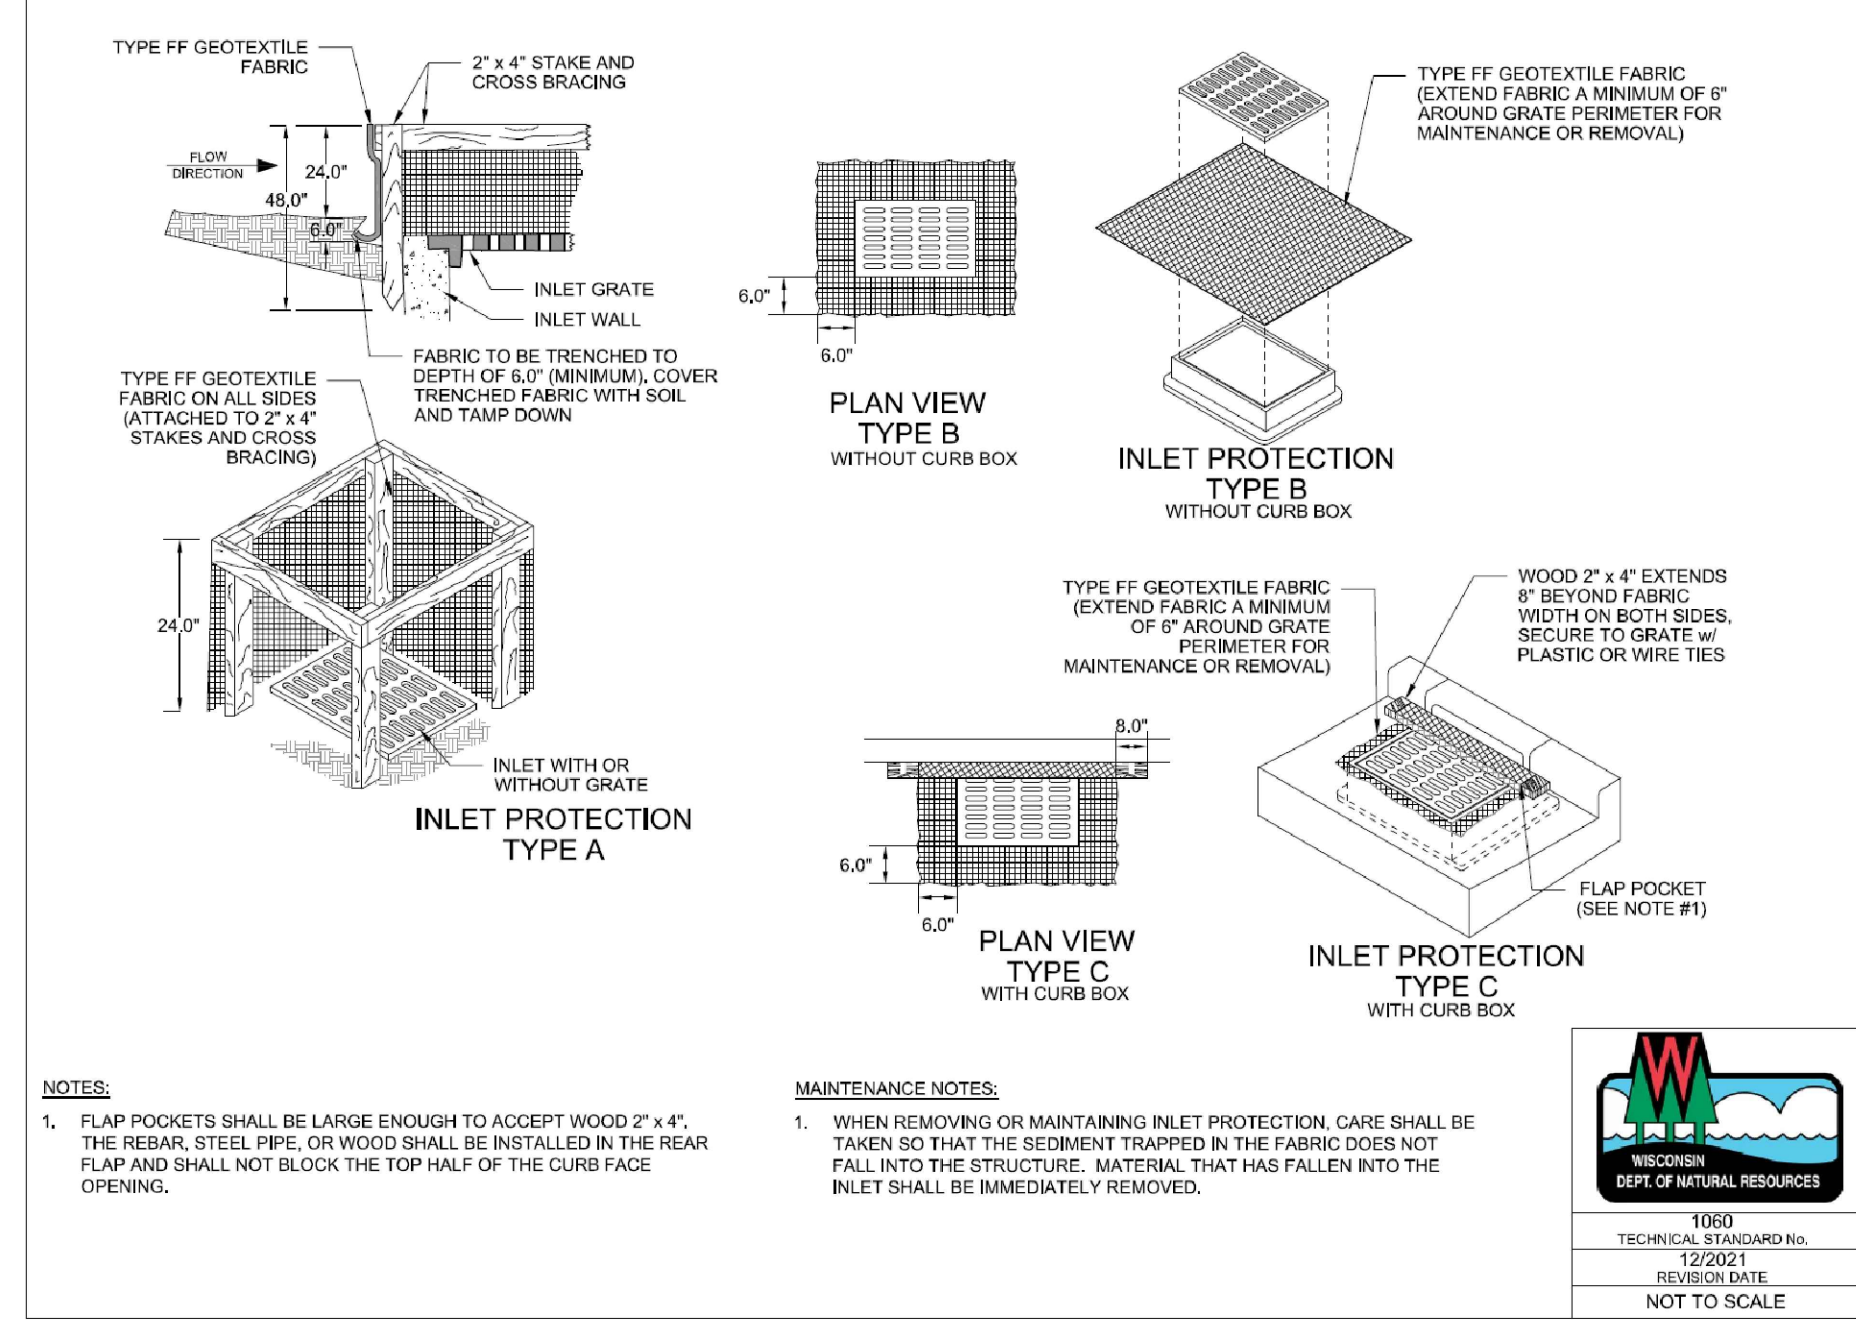 TYPE FF GEOTEXTILE
FABRIC
2" x 4" STAKE AND
CROSS BRACING
FLOW
DIRECTION
24.0"
48.0"
6.0"
INLET GRATE
INLET WALL
FABRIC TO BE TRENCHED TO
DEPTH OF 6.0" (MINIMUM). COVER
TRENCHED FABRIC WITH SOIL
AND TAMP DOWN
TYPE FF GEOTEXTILE
FABRIC ON ALL SIDES
(ATTACHED TO 2" x 4"
STAKES AND CROSS
BRACING)
24.0"
INLET WITH OR
WITHOUT GRATE
INLET PROTECTION
TYPE A
6.0"
6.0"
PLAN VIEW
TYPE B
WITHOUT CURB BOX
TYPE FF GEOTEXTILE FABRIC
(EXTEND FABRIC A MINIMUM OF 6"
AROUND GRATE PERIMETER FOR
MAINTENANCE OR REMOVAL)
INLET PROTECTION
TYPE B
WITHOUT CURB BOX
TYPE FF GEOTEXTILE FABRIC
(EXTEND FABRIC A MINIMUM
OF 6" AROUND GRATE
PERIMETER FOR
MAINTENANCE OR REMOVAL)
WOOD 2" x 4" EXTENDS
8" BEYOND FABRIC
WIDTH ON BOTH SIDES,
SECURE TO GRATE w/
PLASTIC OR WIRE TIES
8.0"
6.0"
6.0"
PLAN VIEW
TYPE C
WITH CURB BOX
FLAP POCKET
(SEE NOTE #1)
INLET PROTECTION
TYPE C
WITH CURB BOX
NOTES:
1. FLAP POCKETS SHALL BE LARGE ENOUGH TO ACCEPT WOOD 2" x 4".
THE REBAR, STEEL PIPE, OR WOOD SHALL BE INSTALLED IN THE REAR
FLAP AND SHALL NOT BLOCK THE TOP HALF OF THE CURB FACE
OPENING.
MAINTENANCE NOTES:
1. WHEN REMOVING OR MAINTAINING INLET PROTECTION, CARE SHALL BE
TAKEN SO THAT THE SEDIMENT TRAPPED IN THE FABRIC DOES NOT
FALL INTO THE STRUCTURE. MATERIAL THAT HAS FALLEN INTO THE
INLET SHALL BE IMMEDIATELY REMOVED.
W
WISCONSIN
DEPT. OF NATURAL RESOURCES
1060
TECHNICAL STANDARD No.
12/2021
REVISION DATE
NOT TO SCALE